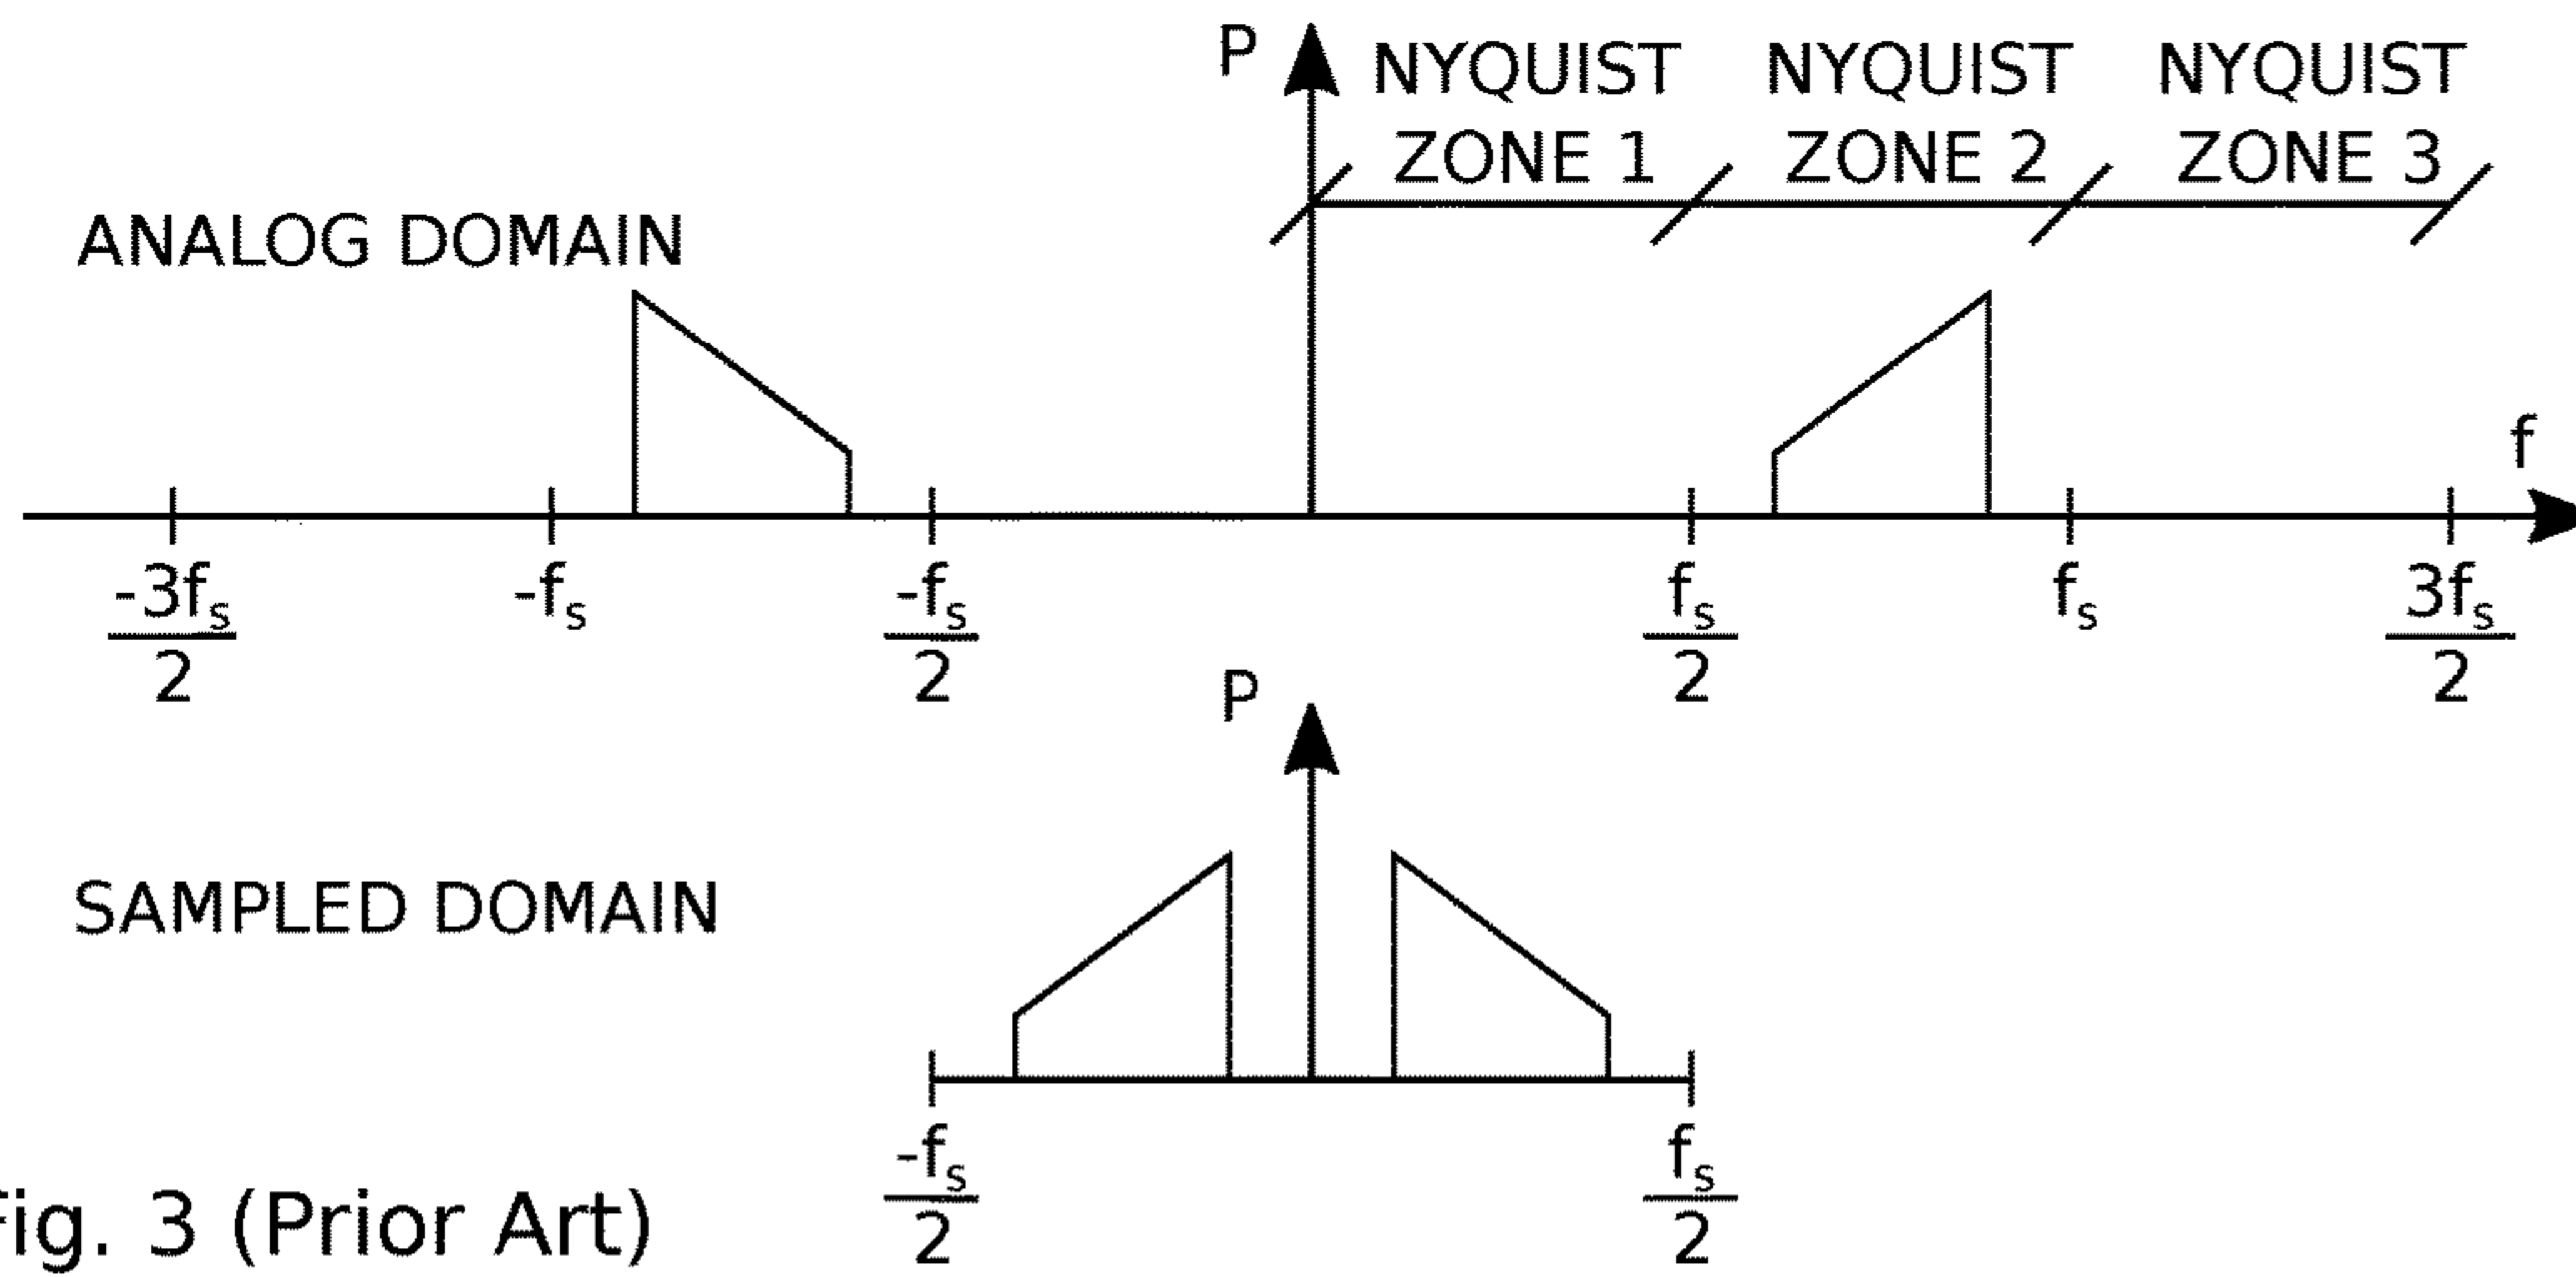 P
NYQUIST ZONE 1
NYQUIST ZONE 2
NYQUIST ZONE 3
ANALOG DOMAIN
f
-3fs/2
-fs
-fs/2
fs/2
fs
3fs/2
P
SAMPLED DOMAIN
-fs/2
fs/2
Fig. 3 (Prior Art)